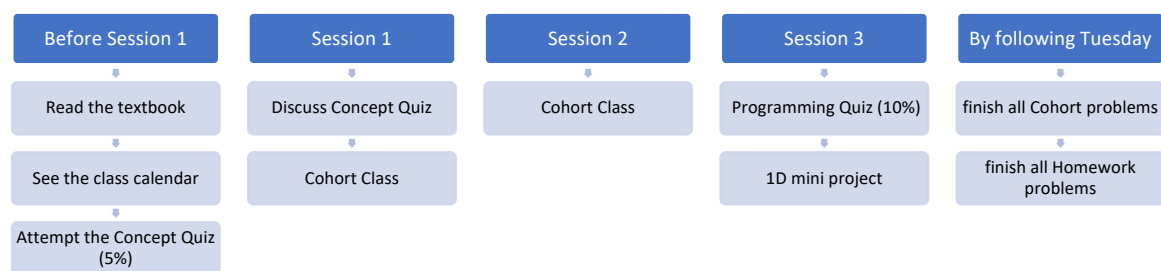 Before Session 1
Read the textbook
See the class calendar
Attempt the Concept Quiz
(5%)
Session 1
Discuss Concept Quiz
Cohort Class
Session 2
Cohort Class
Session 3
Programming Quiz (10%)
1D mini project
By following Tuesday
finish all Cohort problems
finish all Homework
problems